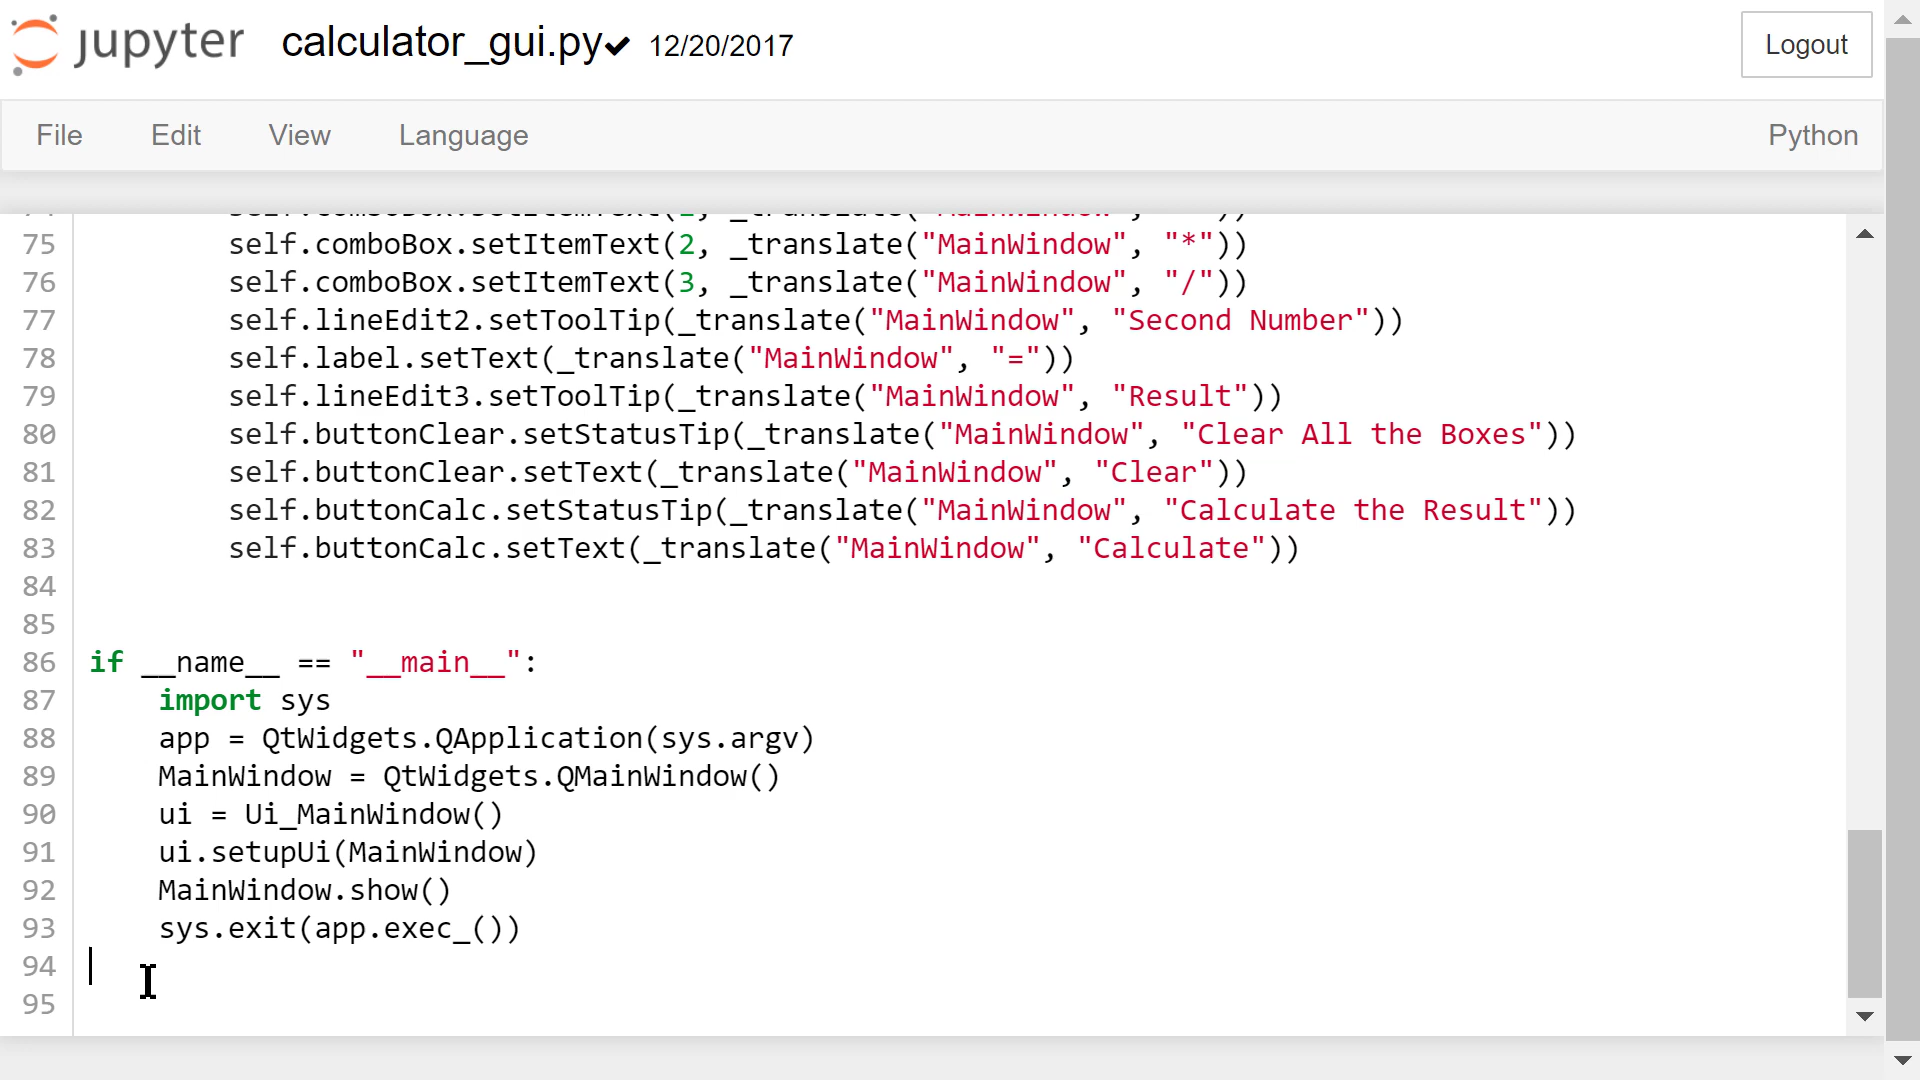 jupyter calculator_gui.py✔ 12/20/2017 Logout
File Edit View Language Python
75 self.comboBox.setItemText(2, _translate("MainWindow", "*"))
76 self.comboBox.setItemText(3, _translate("MainWindow", "/"))
77 self.lineEdit2.setToolTip(_translate("MainWindow", "Second Number"))
78 self.label.setText(_translate("MainWindow", "="))
79 self.lineEdit3.setToolTip(_translate("MainWindow", "Result"))
80 self.buttonClear.setStatusTip(_translate("MainWindow", "Clear All the Boxes"))
81 self.buttonClear.setText(_translate("MainWindow", "Clear"))
82 self.buttonCalc.setStatusTip(_translate("MainWindow", "Calculate the Result"))
83 self.buttonCalc.setText(_translate("MainWindow", "Calculate"))
84
85
86 if __name__ == "__main__":
87     import sys
88     app = QtWidgets.QApplication(sys.argv)
89     MainWindow = QtWidgets.QMainWindow()
90     ui = Ui_MainWindow()
91     ui.setupUi(MainWindow)
92     MainWindow.show()
93     sys.exit(app.exec_())
94
95